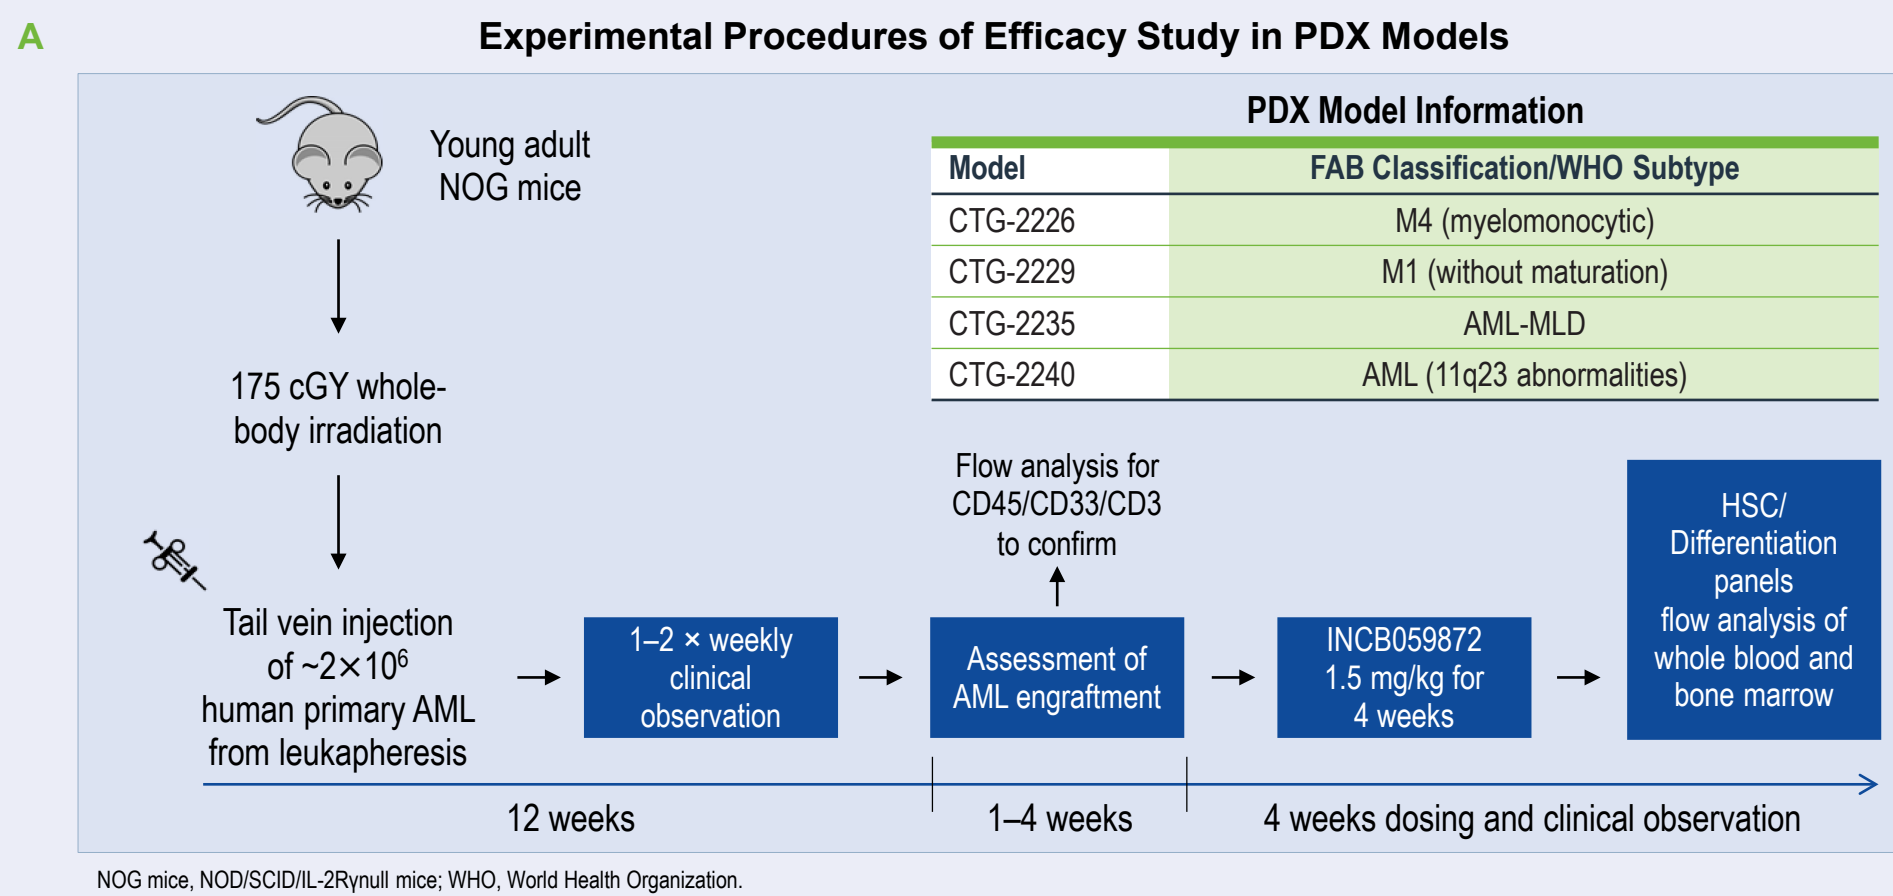 A
Experimental Procedures of Efficacy Study in PDX Models
Young adult
NOG mice
175 cGY whole-
body irradiation
Tail vein injection
of ~2×10⁶
human primary AML
from leukapheresis
PDX Model Information
Model FAB Classification/WHO Subtype
CTG-2226 M4 (myelomonocytic)
CTG-2229 M1 (without maturation)
CTG-2235 AML-MLD
CTG-2240 AML (11q23 abnormalities)
1–2 × weekly
clinical
observation
Flow analysis for
CD45/CD33/CD3
to confirm
Assessment of
AML engraftment
INCB059872
1.5 mg/kg for
4 weeks
HSC/
Differentiation
panels
flow analysis of
whole blood and
bone marrow
12 weeks
1–4 weeks
4 weeks dosing and clinical observation
NOG mice, NOD/SCID/IL-2Rγnull mice; WHO, World Health Organization.